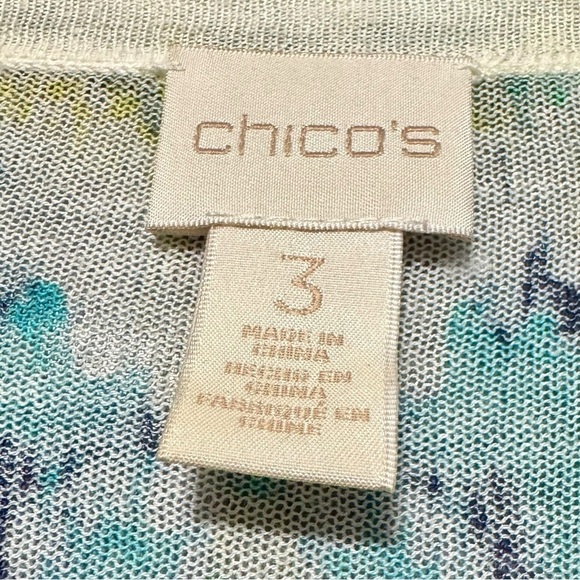 chico's
3
MADE IN
CHINA
HECHO EN
CHINA
FABRIQUÉ EN
CHINE